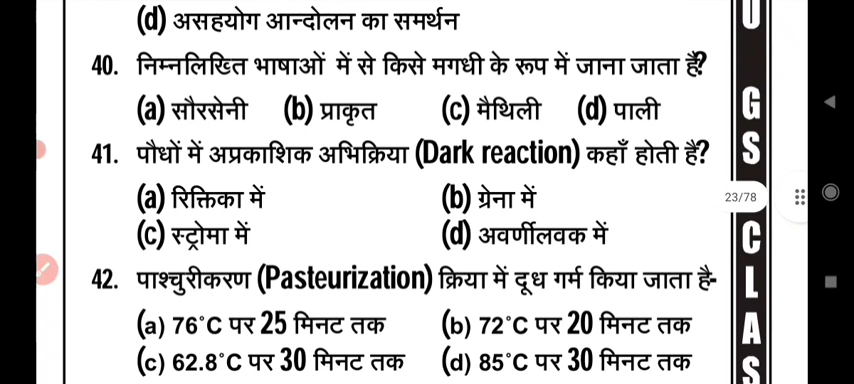 (d) असहयोग आन्दोलन का समर्थन
40. निम्नलिखित भाषाओं में से किसे मगधी के रूप में जाना जाता है?
(a) सौरसेनी (b) प्राकृत (c) मैथिली (d) पाली
41. पौधों में अप्रकाशिक अभिक्रिया (Dark reaction) कहाँ होती है?
(a) रिक्तिका में (b) ग्रेना में
(c) स्ट्रोमा में (d) अवर्णीलवक में
42. पाश्चुरीकरण (Pasteurization) क्रिया में दूध गर्म किया जाता है-
(a) 76°C पर 25 मिनट तक (b) 72°C पर 20 मिनट तक
(c) 62.8°C पर 30 मिनट तक (d) 85°C पर 30 मिनट तक
U
G
S
23/78
C
L
A
S